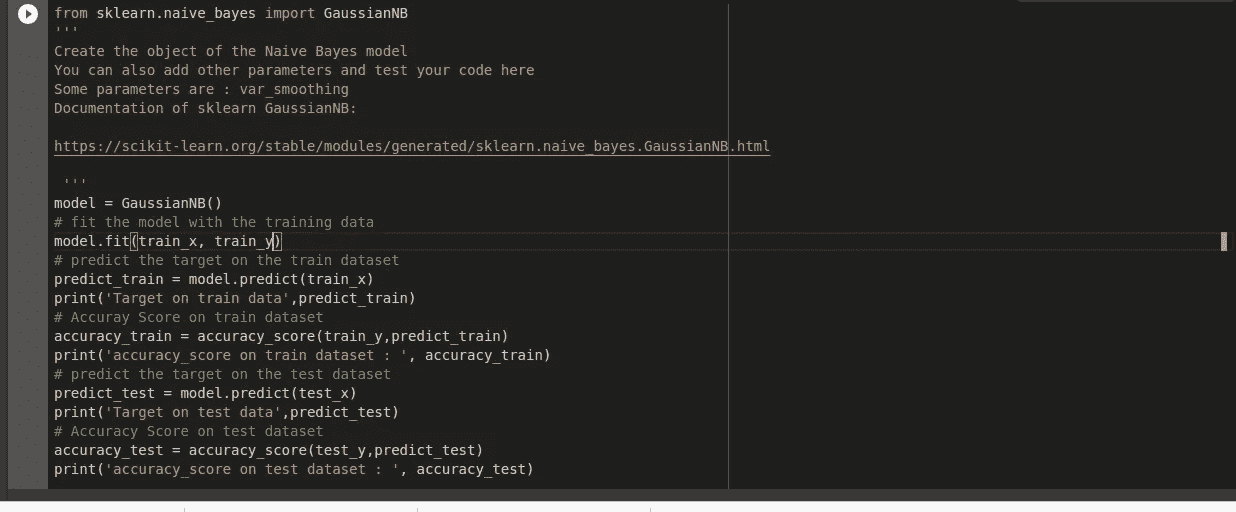 from sklearn.naive_bayes import GaussianNB
'''
Create the object of the Naive Bayes model
You can also add other parameters and test your code here
Some parameters are : var_smoothing
Documentation of sklearn GaussianNB:
https://scikit-learn.org/stable/modules/generated/sklearn.naive_bayes.GaussianNB.html
'''
model = GaussianNB()
# fit the model with the training data
model.fit(train_x, train_y)
# predict the target on the train dataset
predict_train = model.predict(train_x)
print('Target on train data',predict_train)
# Accuray Score on train dataset
accuracy_train = accuracy_score(train_y,predict_train)
print('accuracy_score on train dataset : ', accuracy_train)
# predict the target on the test dataset
predict_test = model.predict(test_x)
print('Target on test data',predict_test)
# Accuracy Score on test dataset
accuracy_test = accuracy_score(test_y,predict_test)
print('accuracy_score on test dataset : ', accuracy_test)